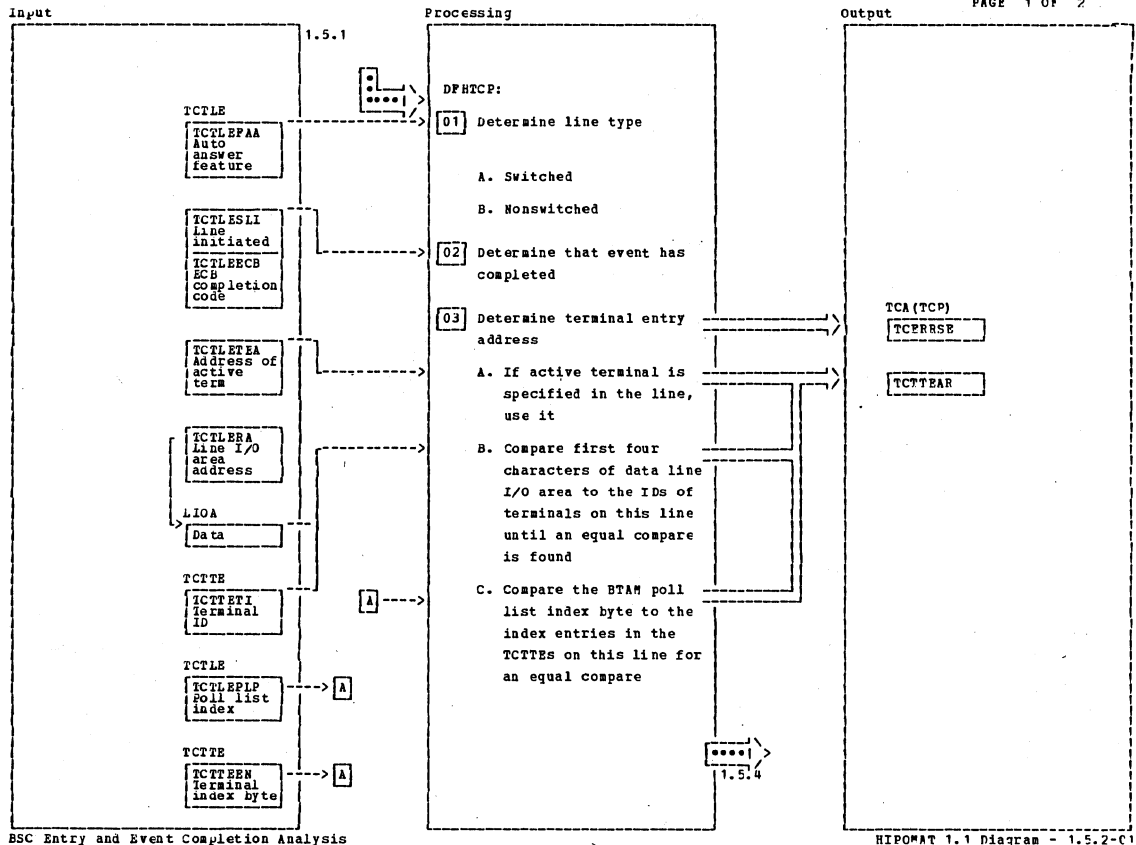 PAGE 1 OF 2
Input
Processing
Output
1.5.1
DFHTCP:
TCTLE
TCTLEPAA
Auto
answer
feature
01 Determine line type
A. Switched
B. Nonswitched
TCTLESLI
Line
initiated
TCTLEECB
ECB
completion
code
02 Determine that event has
completed
03 Determine terminal entry
address
TCA(TCP)
TCPRRSE
TCTLETEA
Address of
active
term
A. If active terminal is
specified in the line,
use it
TCTTEAR
TCTLERA
Line I/O
area
address
B. Compare first four
characters of data line
I/O area to the IDs of
terminals on this line
until an equal compare
is found
LIOA
Data
TCTTE
TCTTETI
Terminal
ID
A
C. Compare the BTAM poll
list index byte to the
index entries in the
TCTTEs on this line for
an equal compare
TCTLE
TCTLEPLP
Poll list
index
A
TCTTE
TCTTEEN
Terminal
index byte
A
1.5.4
BSC Entry and Event Completion Analysis
HIPOMAT 1.1 Diagram - 1.5.2-01